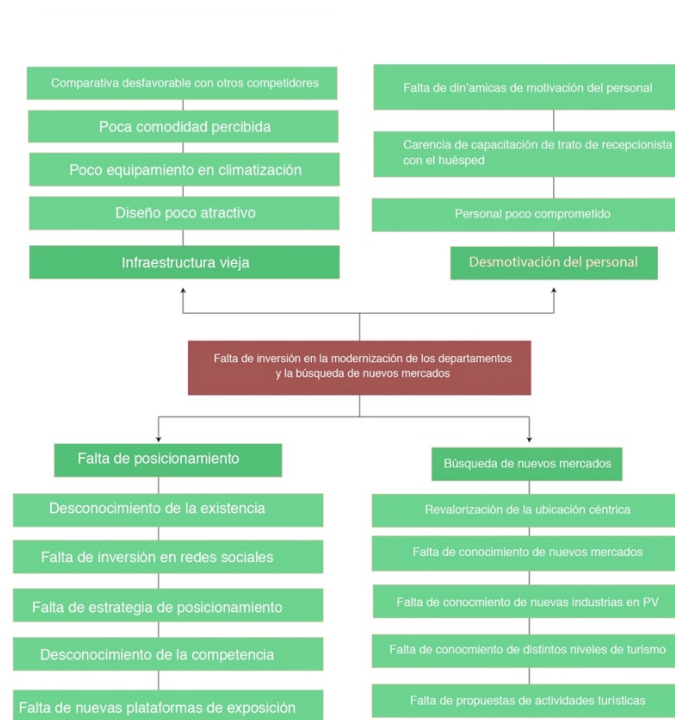 Comparativa desfavorable con otros competidores
Poca comodidad percibida
Poco equipamiento en climatización
Diseño poco atractivo
Infraestructura vieja
Falta de din'amicas de motivación del personal
Carencia de capacitación de trato de recepcionista
con el huésped
Personal poco comprometido
Desmotivación del personal
Falta de inversión en la modernización de los departamentos
y la búsqueda de nuevos mercados
Falta de posicionamiento
Desconocimiento de la existencia
Falta de inversión en redes sociales
Falta de estrategia de posicionamiento
Desconocimiento de la competencia
Falta de nuevas plataformas de exposición
Búsqueda de nuevos mercados
Revalorización de la ubicación céntrica
Falta de conocimiento de nuevos mercados
Falta de conocmiento de nuevas industrias en PV
Falta de conocmiento de distintos niveles de turismo
Falta de propuestas de actividades turísticas